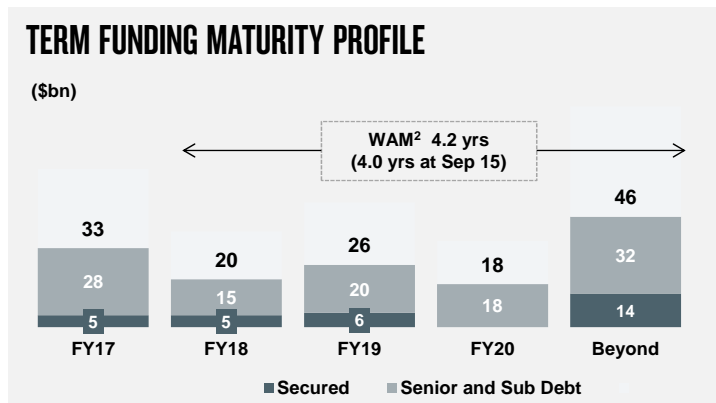 TERM FUNDING MATURITY PROFILE
($bn)
WAM² 4.2 yrs
(4.0 yrs at Sep 15)
33
20
26
18
46
28
15
20
18
32
5
5
6
14
FY17
FY18
FY19
FY20
Beyond
Secured
Senior and Sub Debt